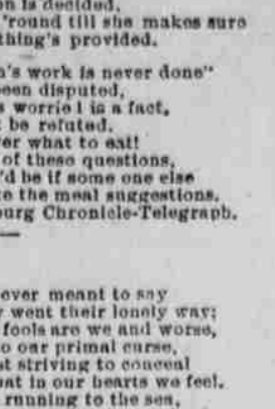 on is decided.
'round till she makes sure
thing's provided.
n's work is never done"
een disputed,
s worried is a fact,
be refuted.
er what to eat!
of these questions,
'd be if some one else
e the meal suggestions.
burg Chronicle-Telegraph.
ever meant to say
went their lonely way;
fools are we and worse,
o our primal curse,
st striving to conceal
at in our hearts we feel.
running to the sea,